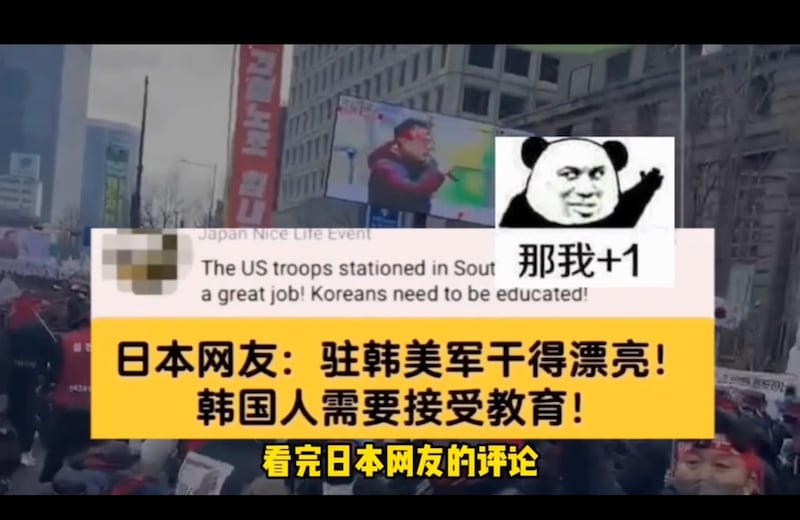 Japan Nice Life Event
The US troops stationed in Sout
a great job! Koreans need to be educated!
那我+1
日本网友：驻韩美军干得漂亮！
韩国人需要接受教育！
看完日本网友的评论